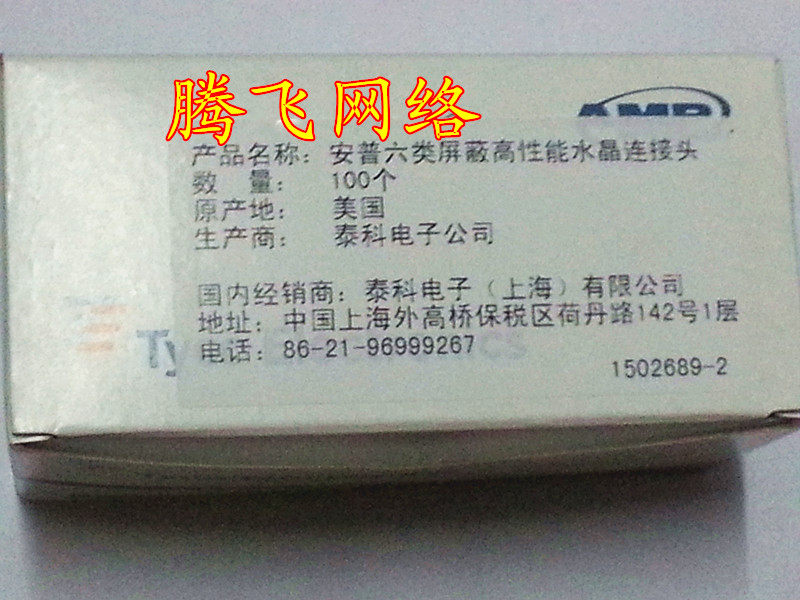 腾飞网络
AMP
产品名称：安普六类屏蔽高性能水晶连接头
数 量：100个
原产地：美国
生产商：泰科电子公司
国内经销商：泰科电子（上海）有限公司
地址：中国上海外高桥保税区荷丹路142号1层
电话：86-21-96999267
1502689-2